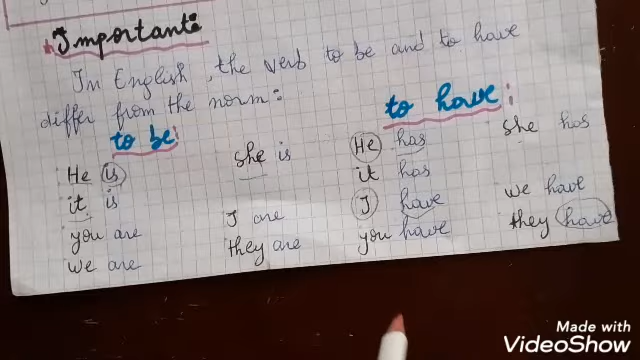 Important:
In English, the verb to be and to have
differ from the norm:
to be:
He is
she is
it is
you are
I are
we are
they are
to have:
He has
she has
it has
I have
we have
you have
they have
Made with
VideoShow